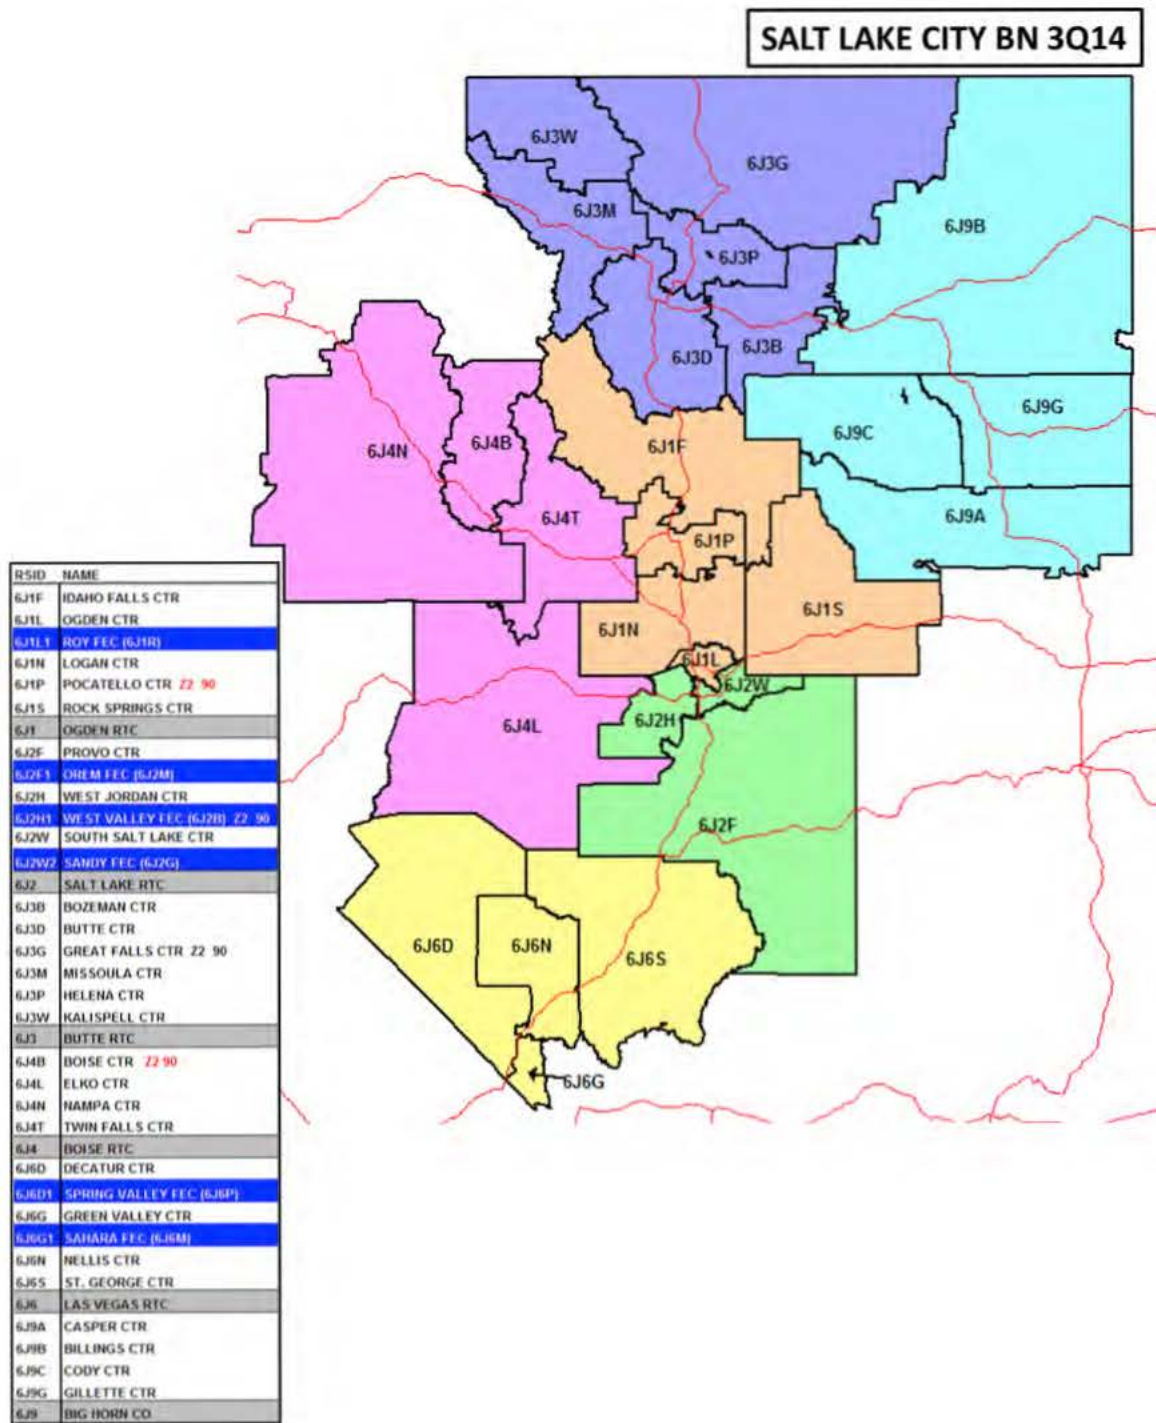 SALT LAKE CITY BN 3Q14
6J3W
6J3G
6J3M
6J9B
6J3P
6J3D
6J3B
6J9G
6J9C
6J4N
6J4B
6J1F
6J4T
6J9A
6J1P
6J1S
6J1N
6J1L
6J2W
6J2H
6J4L
6J2F
6J6D
6J6N
6J6S
6J6G
RSID NAME
6J1F IDAHO FALLS CTR
6J1L OGDEN CTR
6J1L1 ROY FEC (6J1R)
6J1N LOGAN CTR
6J1P POCATELLO CTR Z2 90
6J1S ROCK SPRINGS CTR
6J1 OGDEN RTC
6J2F PROVO CTR
6J2F1 OREM FEC (6J2M)
6J2H WEST JORDAN CTR
6J2H1 WEST VALLEY FEC (6J2B) Z2 90
6J2W SOUTH SALT LAKE CTR
6J2W2 SANDY FEC (6J2G)
6J2 SALT LAKE RTC
6J3B BOZEMAN CTR
6J3D BUTTE CTR
6J3G GREAT FALLS CTR Z2 90
6J3M MISSOULA CTR
6J3P HELENA CTR
6J3W KALISPELL CTR
6J3 BUTTE RTC
6J4B BOISE CTR Z2 90
6J4L ELKO CTR
6J4N NAMPA CTR
6J4T TWIN FALLS CTR
6J4 BOISE RTC
6J6D DECATUR CTR
6J6D1 SPRING VALLEY FEC (6J6P)
6J6G GREEN VALLEY CTR
6J6G1 SAHARA FEC (6J6M)
6J6N NELLIS CTR
6J6S ST. GEORGE CTR
6J6 LAS VEGAS RTC
6J9A CASPER CTR
6J9B BILLINGS CTR
6J9C CODY CTR
6J9G GILLETTE CTR
6J9 BIG HORN CO